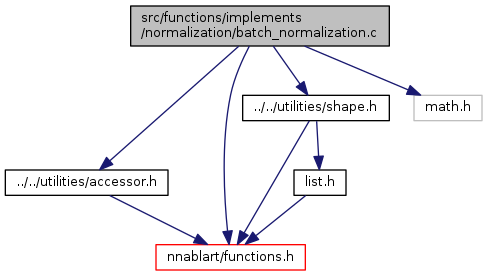 src/functions/implements
/normalization/batch_normalization.c
../../utilities/shape.h
math.h
../../utilities/accessor.h
list.h
nnablart/functions.h